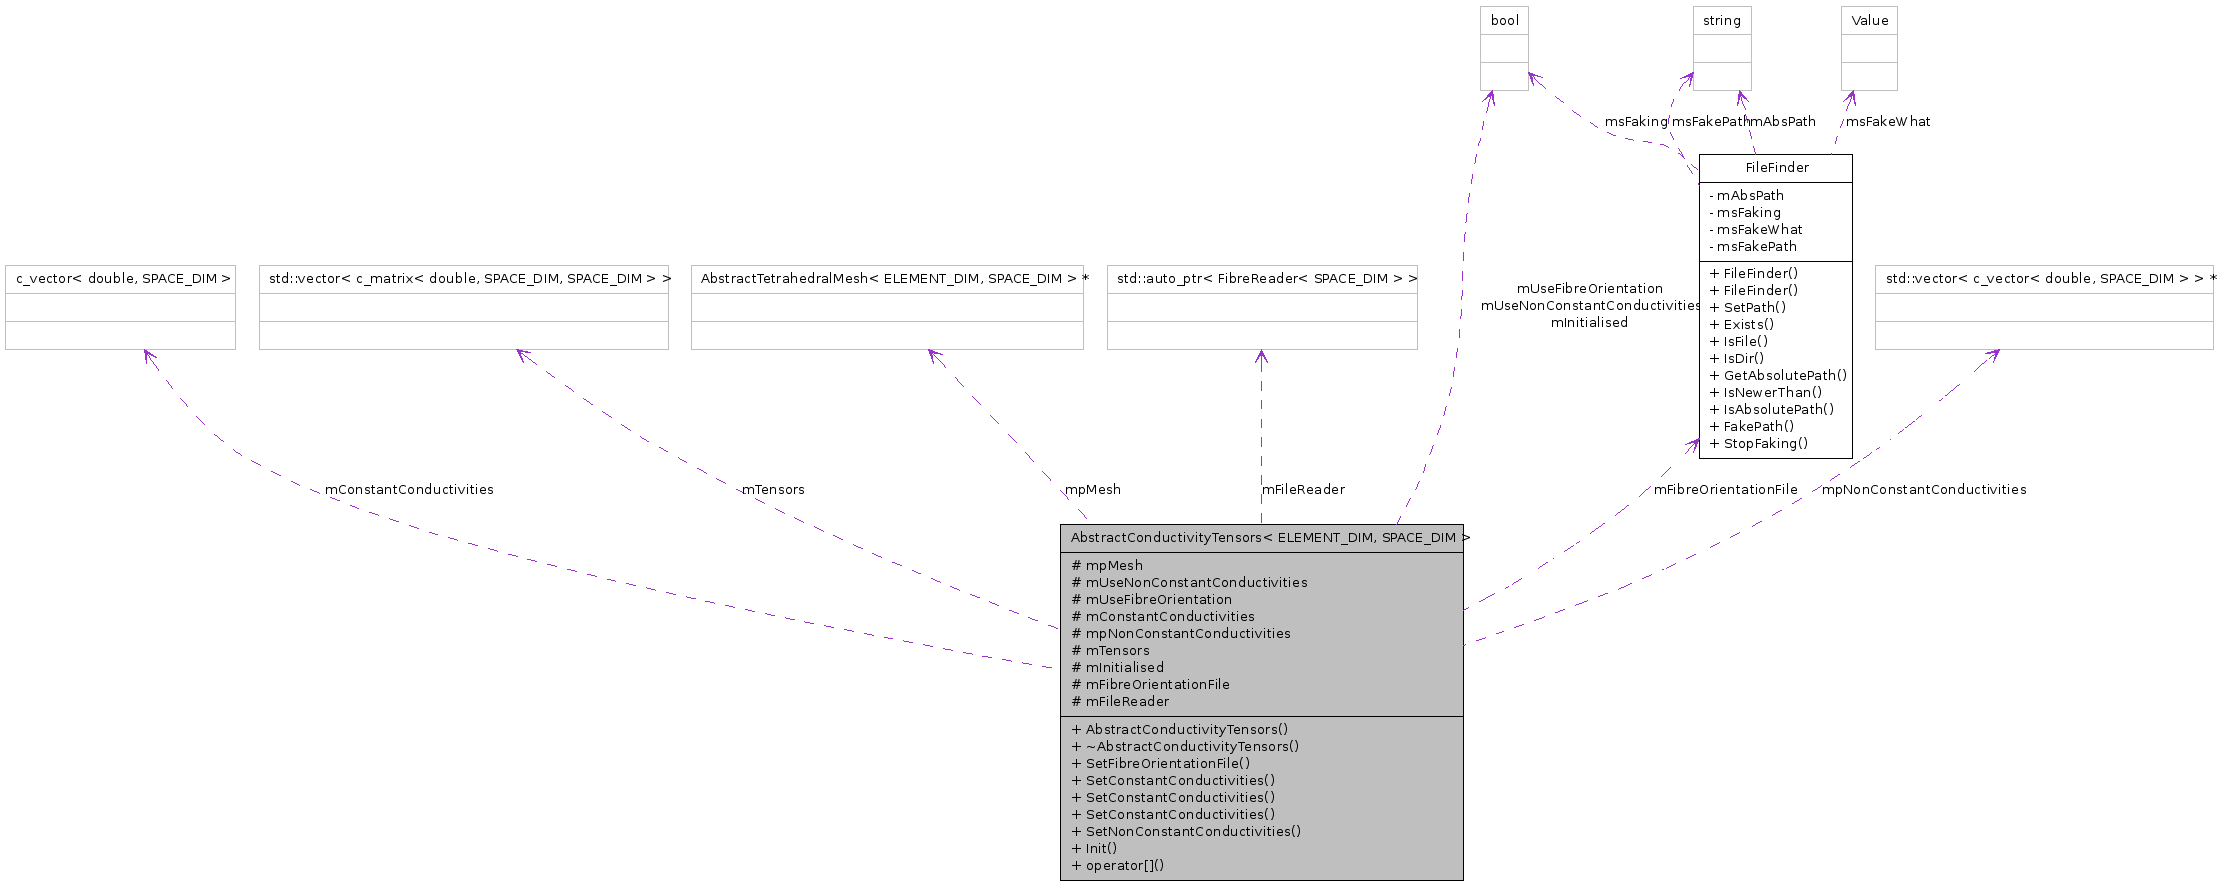 bool
string
Value
msFaking
msFakePath
mAbsPath
msFakeWhat
FileFinder
- mAbsPath
- msFaking
- msFakeWhat
- msFakePath
+ FileFinder()
+ FileFinder()
+ SetPath()
+ Exists()
+ IsFile()
+ IsDir()
+ GetAbsolutePath()
+ IsNewerThan()
+ IsAbsolutePath()
+ FakePath()
+ StopFaking()
c_vector< double, SPACE_DIM >
std::vector< c_matrix< double, SPACE_DIM, SPACE_DIM > >
AbstractTetrahedralMesh< ELEMENT_DIM, SPACE_DIM > *
std::auto_ptr< FibreReader< SPACE_DIM > >
mUseFibreOrientation
mUseNonConstantConductivities
mInitialised
std::vector< c_vector< double, SPACE_DIM > > *
mConstantConductivities
mTensors
mpMesh
mFileReader
mFibreOrientationFile
mpNonConstantConductivities
AbstractConductivityTensors< ELEMENT_DIM, SPACE_DIM >
# mpMesh
# mUseNonConstantConductivities
# mUseFibreOrientation
# mConstantConductivities
# mpNonConstantConductivities
# mTensors
# mInitialised
# mFibreOrientationFile
# mFileReader
+ AbstractConductivityTensors()
+ ~AbstractConductivityTensors()
+ SetFibreOrientationFile()
+ SetConstantConductivities()
+ SetConstantConductivities()
+ SetConstantConductivities()
+ SetNonConstantConductivities()
+ Init()
+ operator[]()